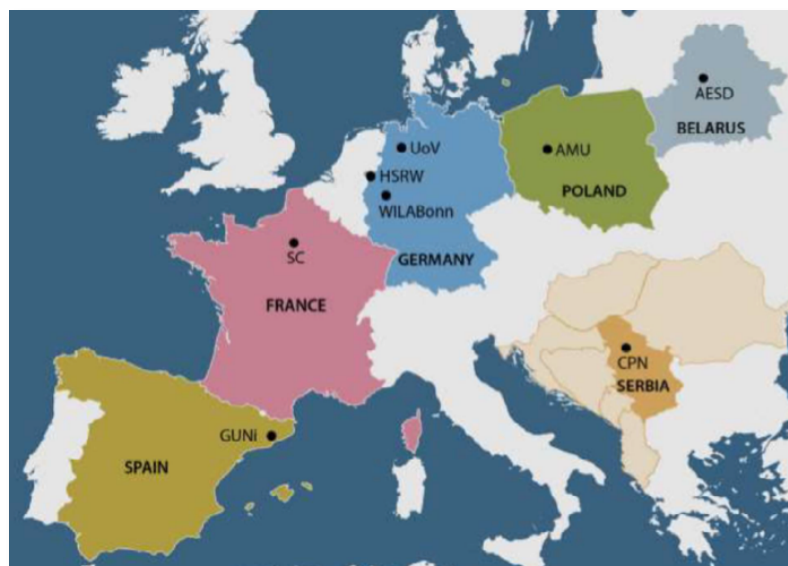 AESD
BELARUS
UoV
AMU
HSRW
POLAND
WILABonn
SC
GERMANY
FRANCE
CPN
SERBIA
GUNi
SPAIN